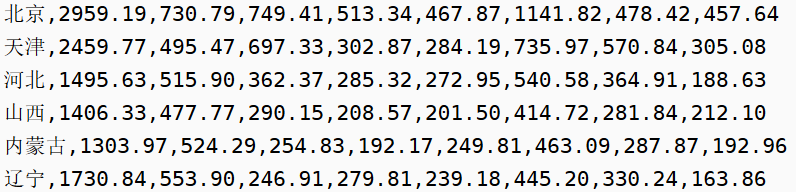 北京,2959.19,730.79,749.41,513.34,467.87,1141.82,478.42,457.64
天津,2459.77,495.47,697.33,302.87,284.19,735.97,570.84,305.08
河北,1495.63,515.90,362.37,285.32,272.95,540.58,364.91,188.63
山西,1406.33,477.77,290.15,208.57,201.50,414.72,281.84,212.10
内蒙古,1303.97,524.29,254.83,192.17,249.81,463.09,287.87,192.96
辽宁,1730.84,553.90,246.91,279.81,239.18,445.20,330.24,163.86